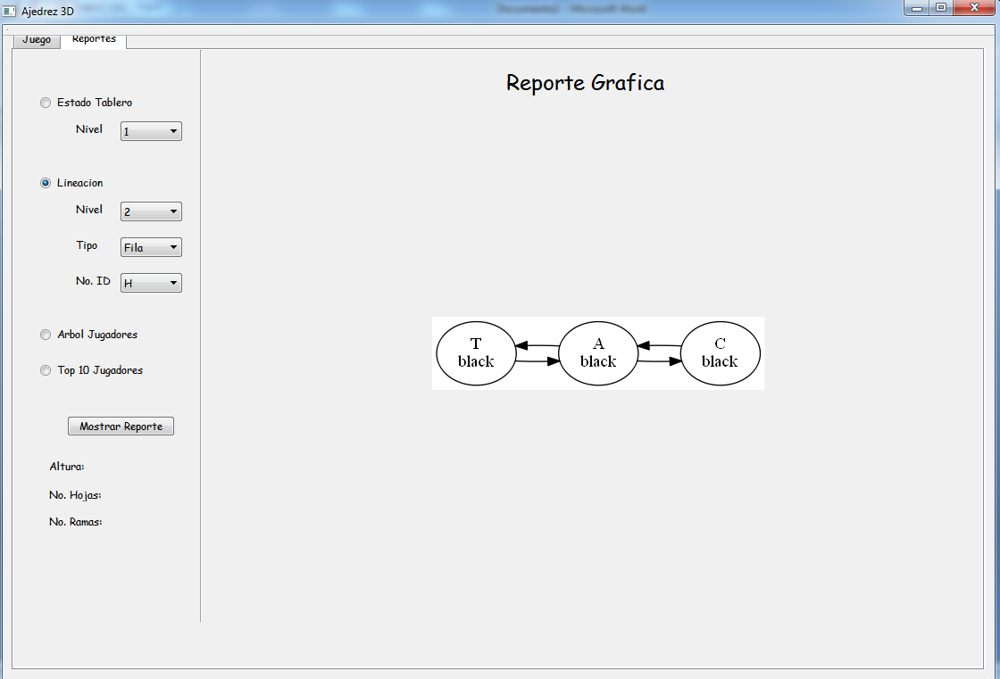 Ajedrez 3D
Documento1 - Microsoft Word
Juego
Reportes
Reporte Grafica
Estado Tablero
Nivel
1
Lineacion
Nivel
2
Tipo
Fila
No. ID
H
Arbol Jugadores
Top 10 Jugadores
Mostrar Reporte
Altura:
No. Hojas:
No. Ramas:
T
black
A
black
C
black